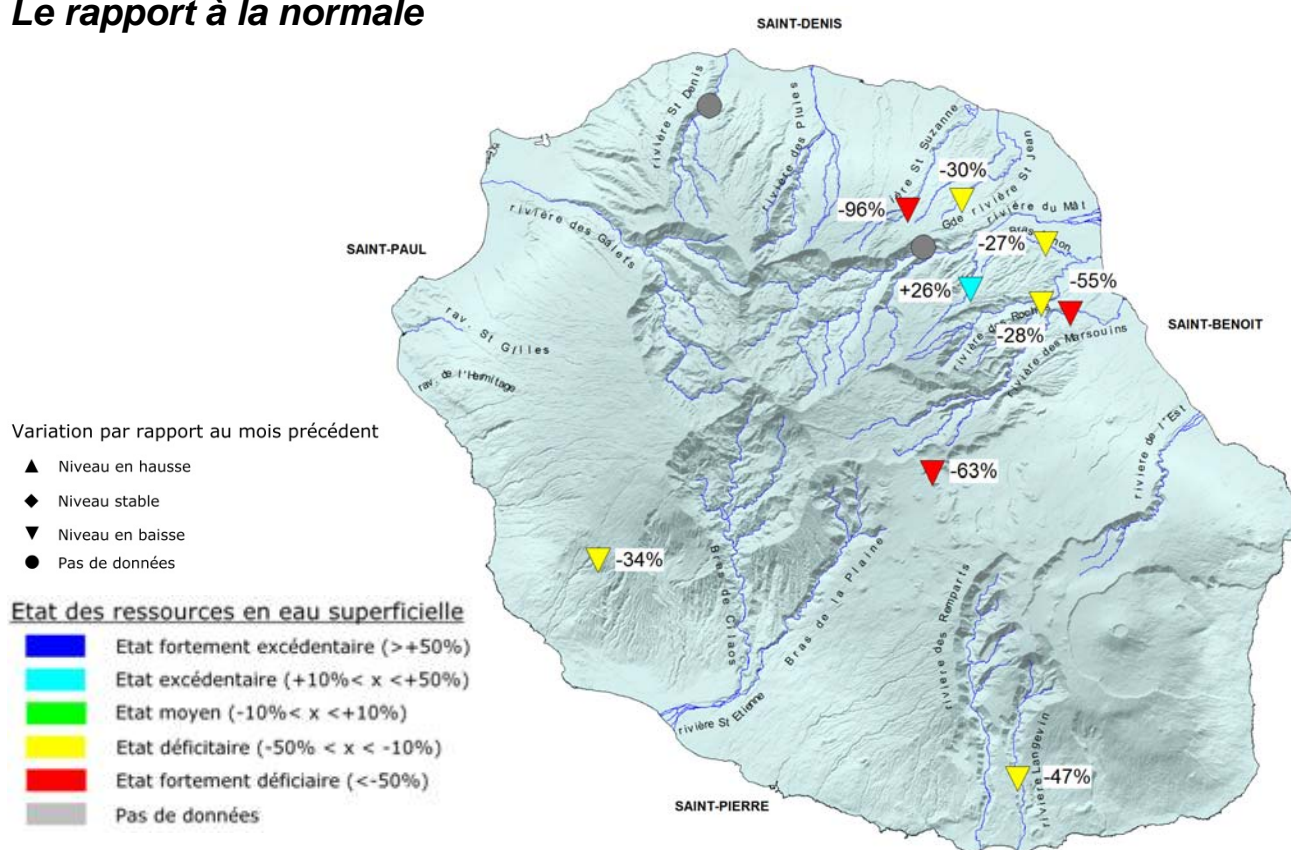 Le rapport à la normale
SAINT-DENIS
rivière St Denis
rivière des Pluies
ière St Suzanne
-30%
Gde rivière St Jean
-96%
rivière du Mât
rivière des Galets
SAINT-PAUL
-27%
+26%
-55%
rivière des Roch
-28%
rivière des Marsouins
SAINT-BENOIT
rav. St Gilles
rav. de l'Hermitage
rivière de l'Est
-63%
-34%
Bras de Cilaos
Bras de la Plaine
rivière des Remparts
rivière St Etienne
rivière Langevin
-47%
SAINT-PIERRE
Variation par rapport au mois précédent
Niveau en hausse
Niveau stable
Niveau en baisse
Pas de données
Etat des ressources en eau superficielle
Etat fortement excédentaire (>+50%)
Etat excédentaire (+10%< x <+50%)
Etat moyen (-10%< x <+10%)
Etat déficitaire (-50% < x < -10%)
Etat fortement déficiaire (<-50%)
Pas de données